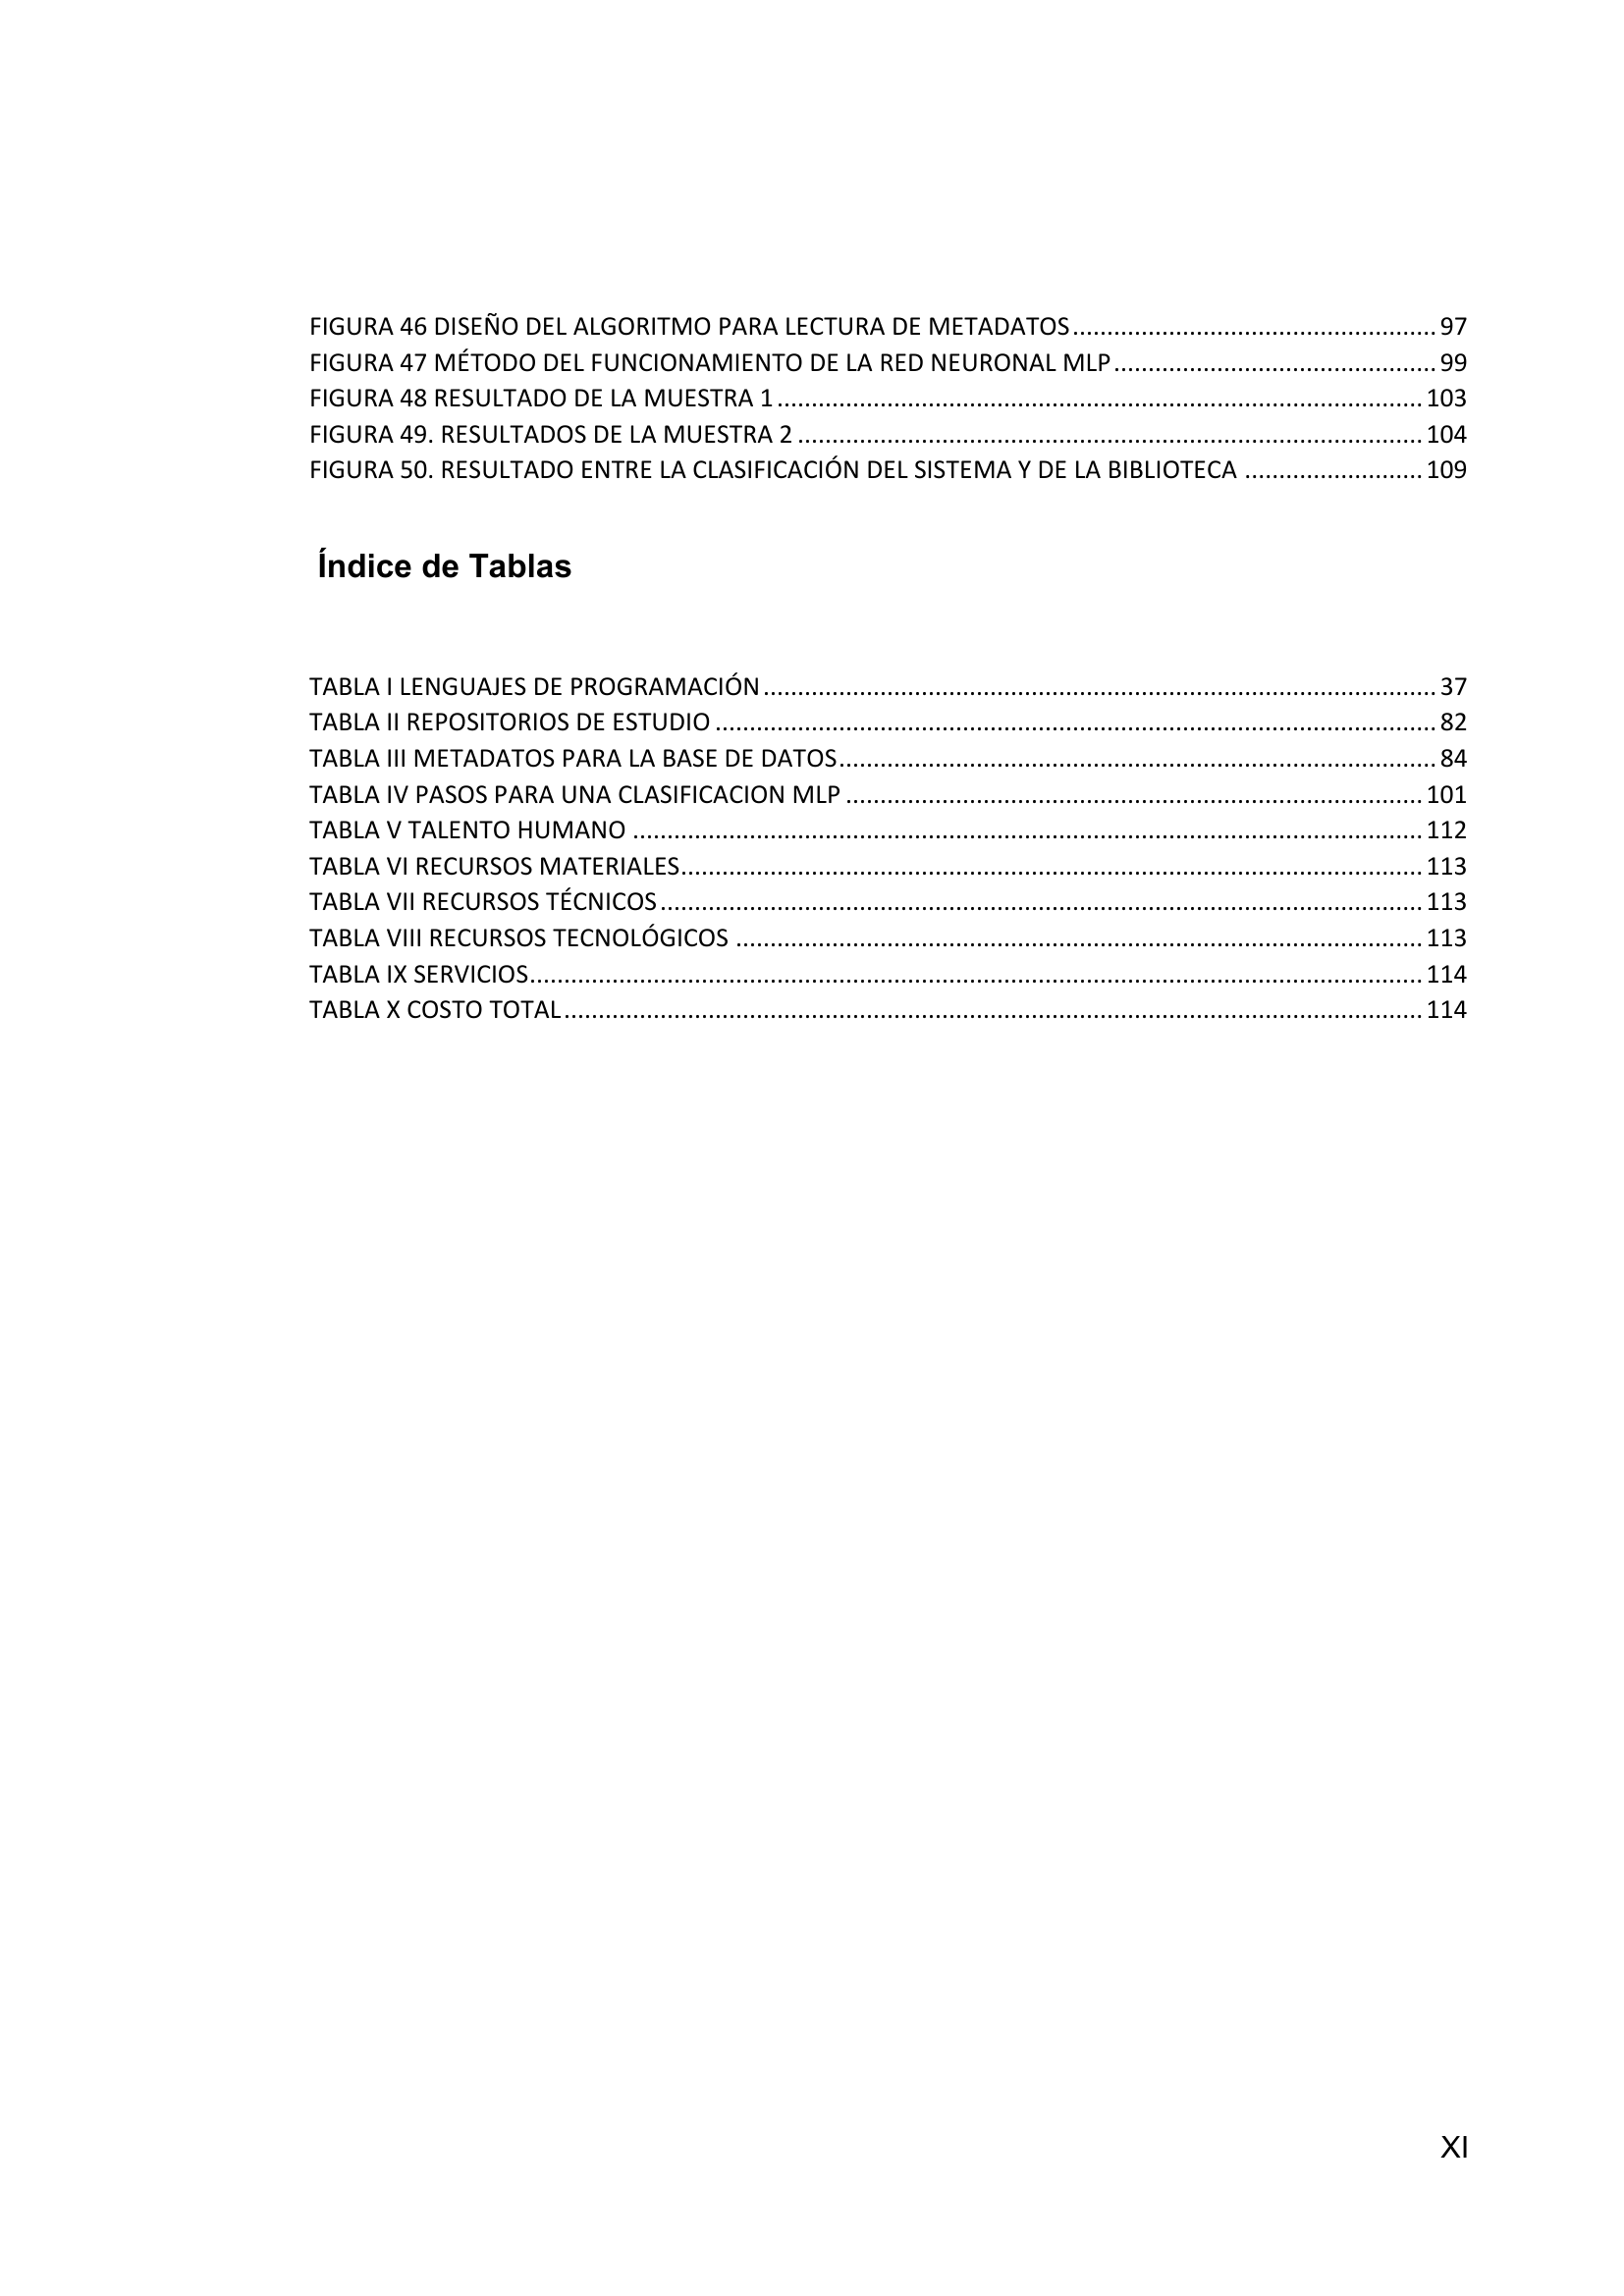 FIGURA 46 DISEÑO DEL ALGORITMO PARA LECTURA DE METADATOS ..................................................... 97
FIGURA 47 MÉTODO DEL FUNCIONAMIENTO DE LA RED NEURONAL MLP ............................................... 99
FIGURA 48 RESULTADO DE LA MUESTRA 1 .............................................................................................. 103
FIGURA 49. RESULTADOS DE LA MUESTRA 2 ........................................................................................... 104
FIGURA 50. RESULTADO ENTRE LA CLASIFICACIÓN DEL SISTEMA Y DE LA BIBLIOTECA .......................... 109
Índice de Tablas
TABLA I LENGUAJES DE PROGRAMACIÓN .................................................................................................. 37
TABLA II REPOSITORIOS DE ESTUDIO ......................................................................................................... 82
TABLA III METADATOS PARA LA BASE DE DATOS ....................................................................................... 84
TABLA IV PASOS PARA UNA CLASIFICACION MLP .................................................................................... 101
TABLA V TALENTO HUMANO ................................................................................................................... 112
TABLA VI RECURSOS MATERIALES ............................................................................................................ 113
TABLA VII RECURSOS TÉCNICOS ............................................................................................................... 113
TABLA VIII RECURSOS TECNOLÓGICOS .................................................................................................... 113
TABLA IX SERVICIOS .................................................................................................................................. 114
TABLA X COSTO TOTAL ............................................................................................................................. 114
XI